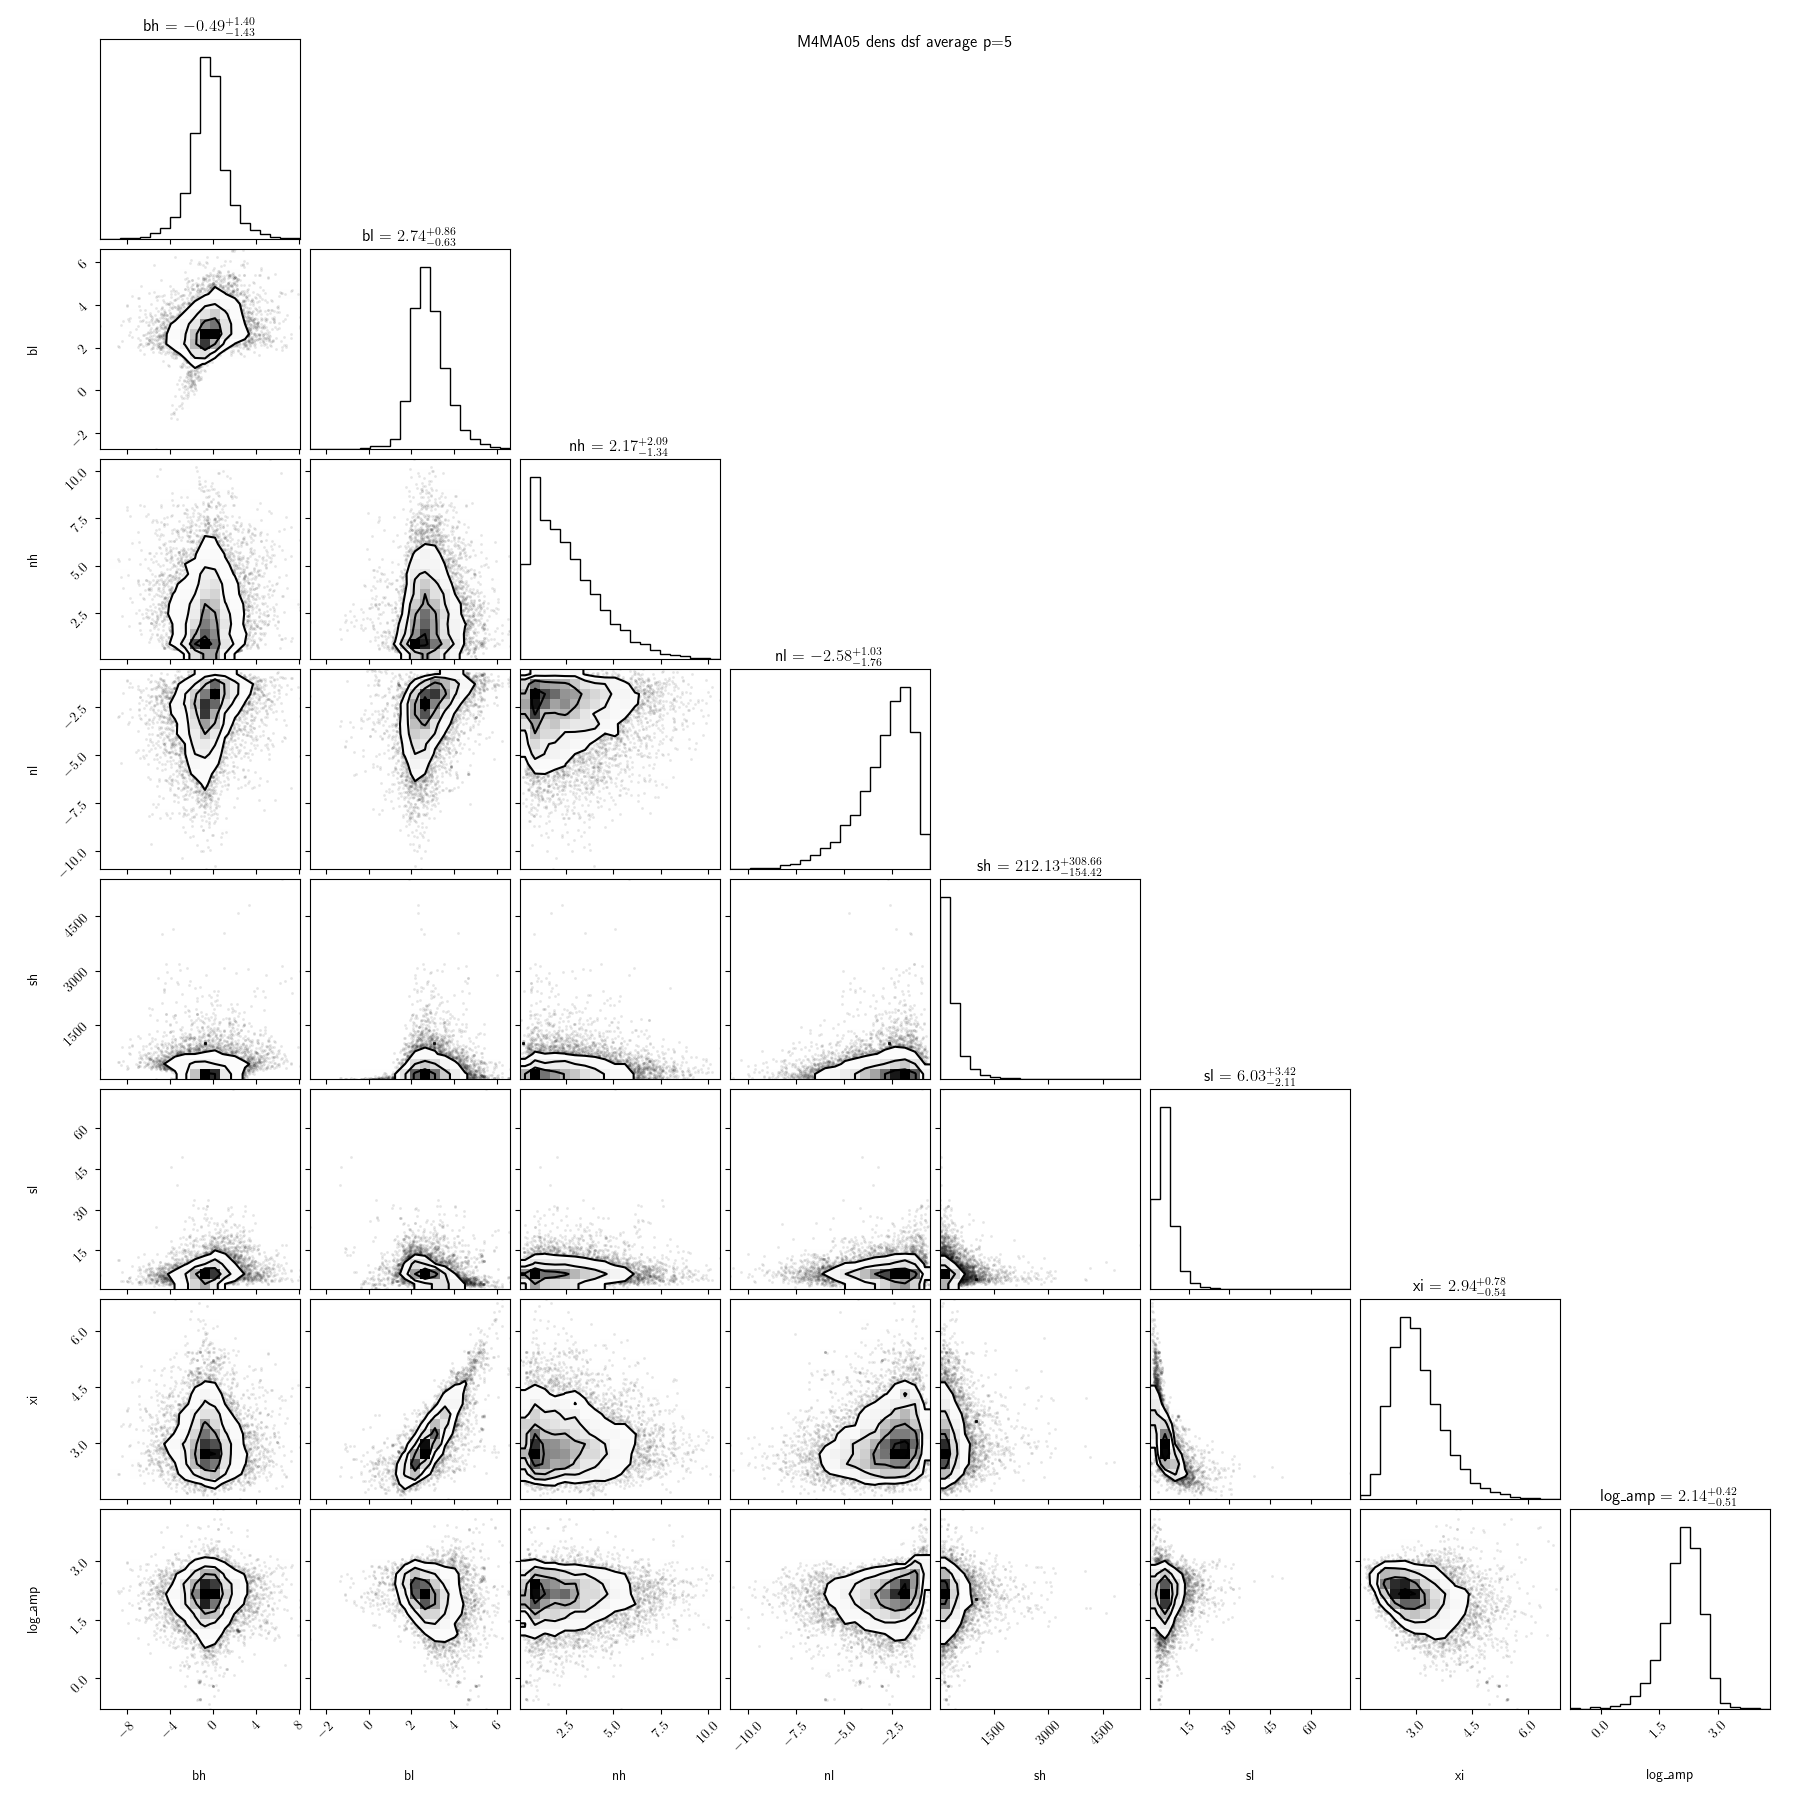 M4MA05 dens dsf average p=5
bh = −0.49+1.40−1.43
bl = 2.74+0.86−0.63
nh = 2.17+2.09−1.34
nl = −2.58+1.03−1.76
sh = 212.13+308.66−154.42
sl = 6.03+3.42−2.11
xi = 2.94+0.78−0.54
log_amp = 2.14+0.42−0.51
bl
6
4
2
0
−2
nh
10.0
7.5
5.0
2.5
nl
−2.5
−5.0
−7.5
−10.0
sh
4500
3000
1500
sl
60
45
30
15
xi
6.0
4.5
3.0
log_amp
3.0
1.5
0.0
−8 −4 0 4 8
−2 0 2 4 6
2.5 5.0 7.5 10.0
−10.0 −7.5 −5.0 −2.5
1500 3000 4500
15 30 45 60
3.0 4.5 6.0
0.0 1.5 3.0
bh bl nh nl sh sl xi log_amp